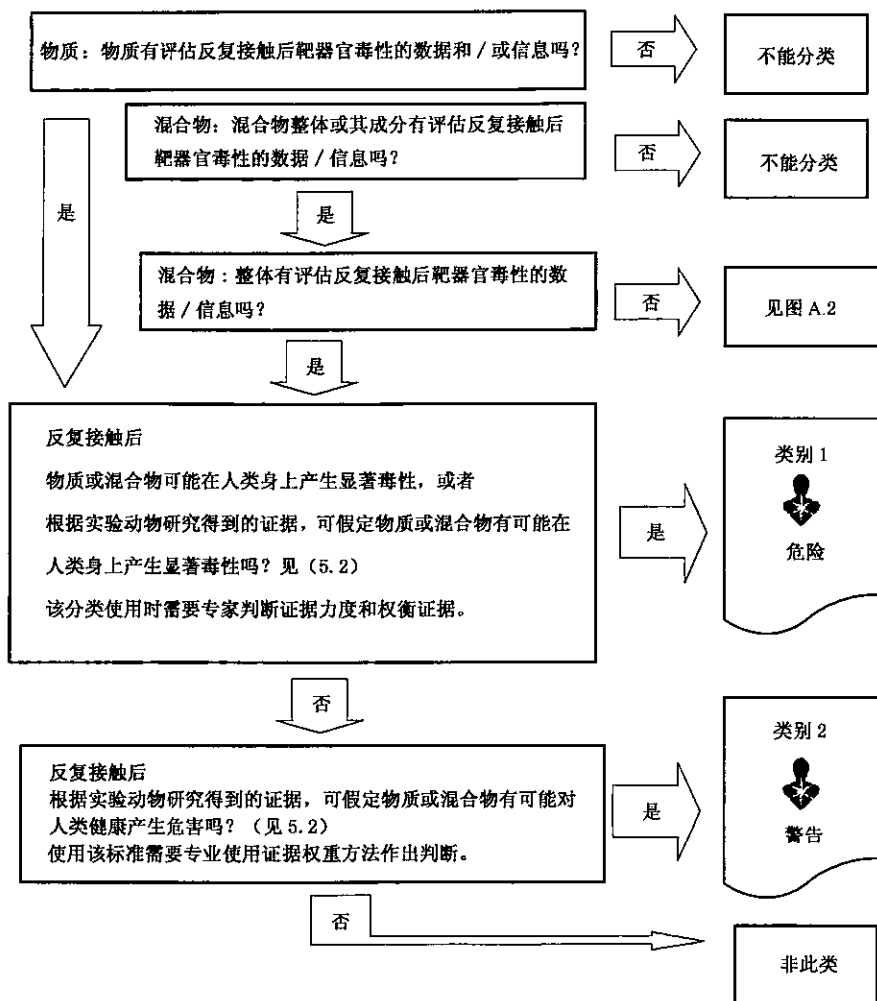 物质：物质有评估反复接触后靶器官毒性的数据和／或信息吗？
否
不能分类
混合物：混合物整体或其成分有评估反复接触后
靶器官毒性的数据／信息吗？
否
不能分类
是
是
混合物：整体有评估反复接触后靶器官毒性的数
据／信息吗？
否
见图 A.2
是
反复接触后
物质或混合物可能在人类身上产生显著毒性，或者
根据实验动物研究得到的证据，可假定物质或混合物有可能在
人类身上产生显著毒性吗？见（5.2）
该分类使用时需要专家判断证据力度和权衡证据。
是
类别 1
危险
否
反复接触后
根据实验动物研究得到的证据，可假定物质或混合物有可能对
人类健康产生危害吗？（见 5.2）
使用该标准需要专业使用证据权重方法作出判断。
是
类别 2
警告
否
非此类